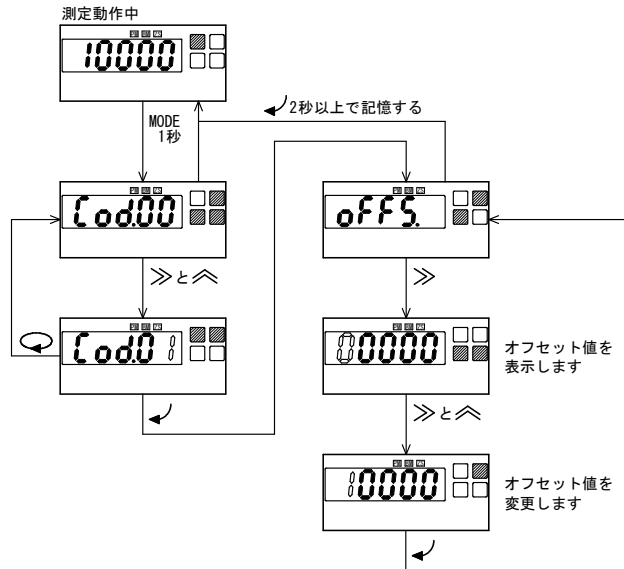 測定動作中
10000
2秒以上で記憶する
MODE
1秒
Cod.00
oFFS.
≫と︽
≫
Cod.01
00000
オフセット値を
表示します
≫と︽
10000
オフセット値を
変更します